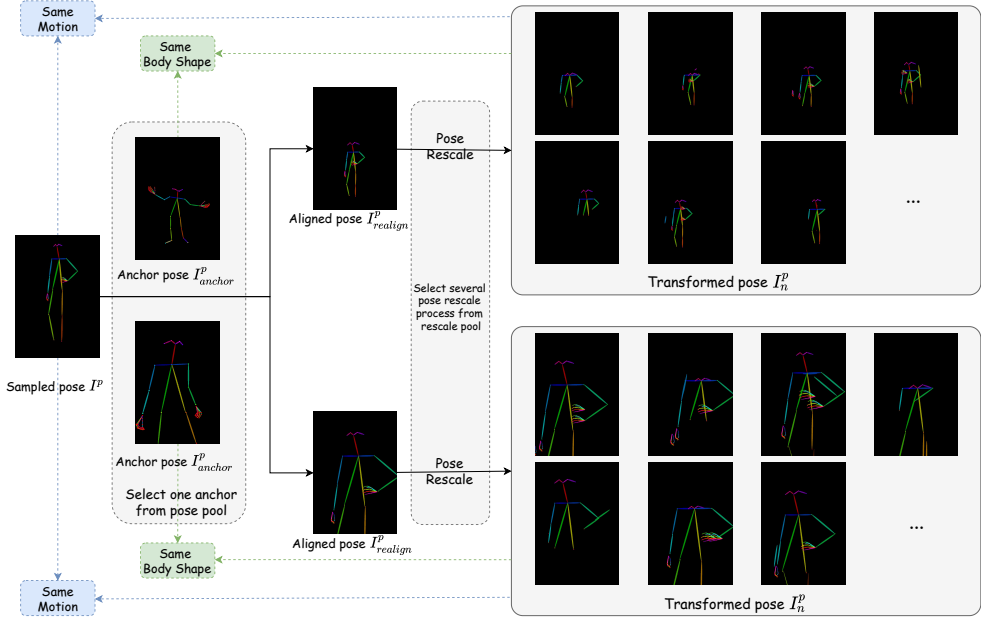 Same
Motion
Same
Body Shape
Anchor pose $I^p_{anchor}$
Sampled pose $I^p$
Anchor pose $I^p_{anchor}$
Select one anchor
from pose pool
Same
Body Shape
Same
Motion
Aligned pose $I^p_{realign}$
Aligned pose $I^p_{realign}$
Pose
Rescale
Select several
pose rescale
process from
rescale pool
Pose
Rescale
...
Transformed pose $I^p_n$
...
Transformed pose $I^p_n$